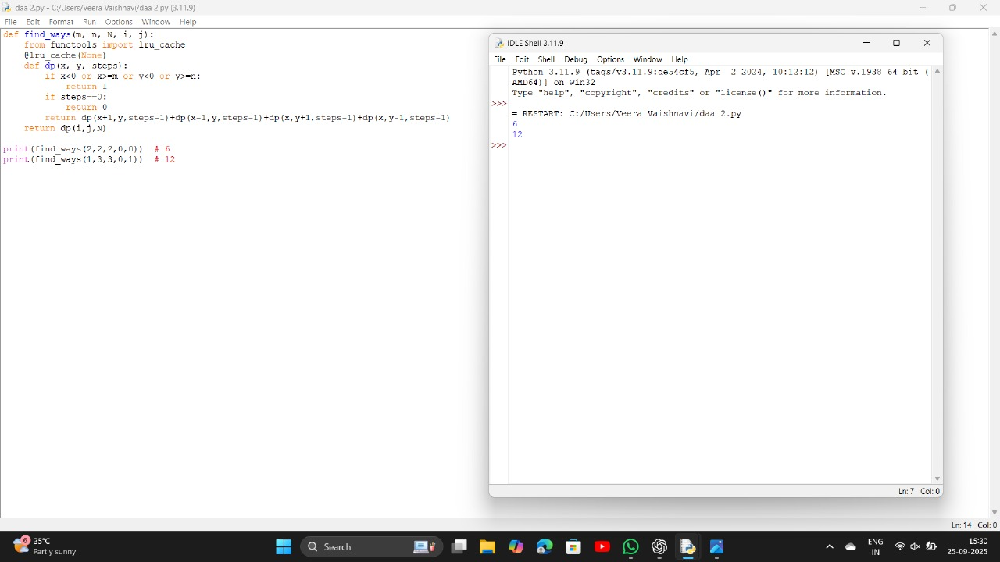 daa 2.py - C:/Users/Veera Vaishnavi/daa 2.py (3.11.9)
File Edit Format Run Options Window Help
def find_ways(m, n, N, i, j):
    from functools import lru_cache
    @lru_cache(None)
    def dp(x, y, steps):
        if x<0 or x>=m or y<0 or y>=n:
            return 1
        if steps==0:
            return 0
        return dp(x+1,y,steps-1)+dp(x-1,y,steps-1)+dp(x,y+1,steps-1)+dp(x,y-1,steps-1)
    return dp(i,j,N)
print(find_ways(2,2,2,0,0))  # 6
print(find_ways(1,3,3,0,1))  # 12
IDLE Shell 3.11.9
File Edit Shell Debug Options Window Help
Python 3.11.9 (tags/v3.11.9:de54cf5, Apr  2 2024, 10:12:12) [MSC v.1938 64 bit (
AMD64)] on win32
Type "help", "copyright", "credits" or "license()" for more information.
>>>
= RESTART: C:/Users/Veera Vaishnavi/daa 2.py
6
12
>>>
Ln: 7 Col: 0
Ln: 14 Col: 0
6
35°C
Partly sunny
Search
ENG
IN
15:30
25-09-2025